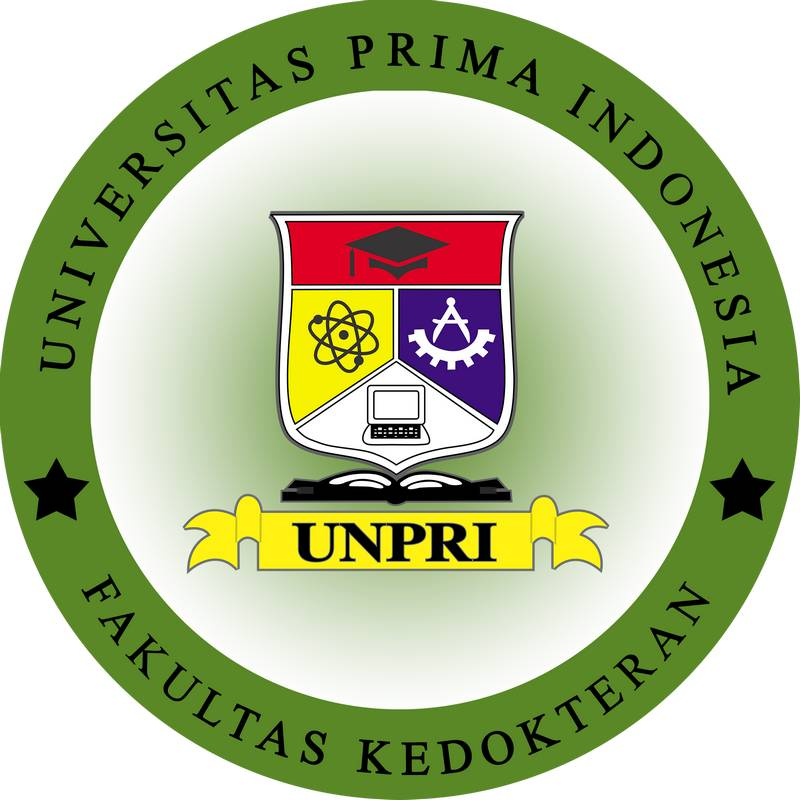 UNIVERSITAS PRIMA INDONESIA
UNPRI
FAKULTAS KEDOKTERAN